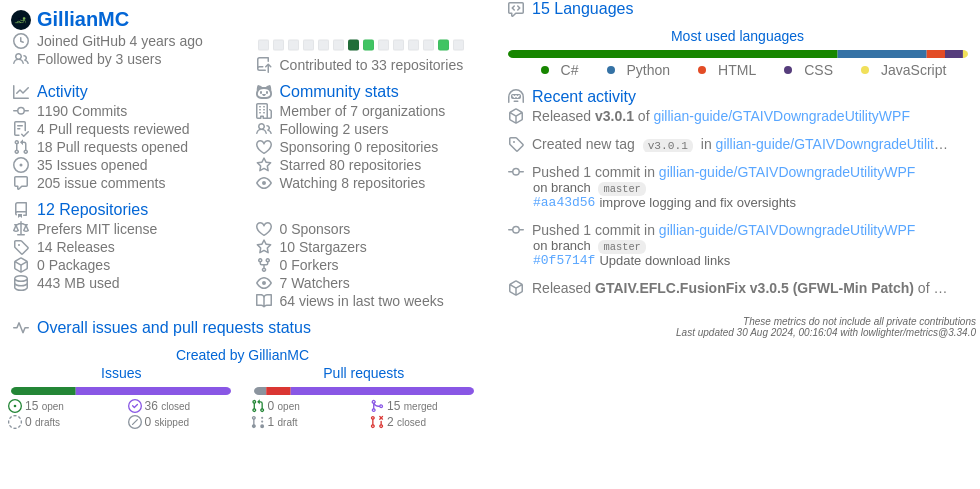 GillianMC
Joined GitHub 4 years ago
Followed by 3 users
Contributed to 33 repositories
Activity
1190 Commits
4 Pull requests reviewed
18 Pull requests opened
35 Issues opened
205 issue comments
Community stats
Member of 7 organizations
Following 2 users
Sponsoring 0 repositories
Starred 80 repositories
Watching 8 repositories
12 Repositories
Prefers MIT license
14 Releases
0 Packages
443 MB used
0 Sponsors
10 Stargazers
0 Forkers
7 Watchers
64 views in last two weeks
Overall issues and pull requests status
Created by GillianMC
Issues
15 open
36 closed
0 drafts
0 skipped
Pull requests
0 open
15 merged
1 draft
2 closed
15 Languages
Most used languages
C# Python HTML CSS JavaScript
Recent activity
Released v3.0.1 of gillian-guide/GTAIVDowngradeUtilityWPF
Created new tag v3.0.1 in gillian-guide/GTAIVDowngradeUtilit...
Pushed 1 commit in gillian-guide/GTAIVDowngradeUtilityWPF
on branch master
#aa43d56 improve logging and fix oversights
Pushed 1 commit in gillian-guide/GTAIVDowngradeUtilityWPF
on branch master
#0f5714f Update download links
Released GTAIV.EFLC.FusionFix v3.0.5 (GFWL-Min Patch) of ...
These metrics do not include all private contributions
Last updated 30 Aug 2024, 00:16:04 with lowlighter/metrics@3.34.0